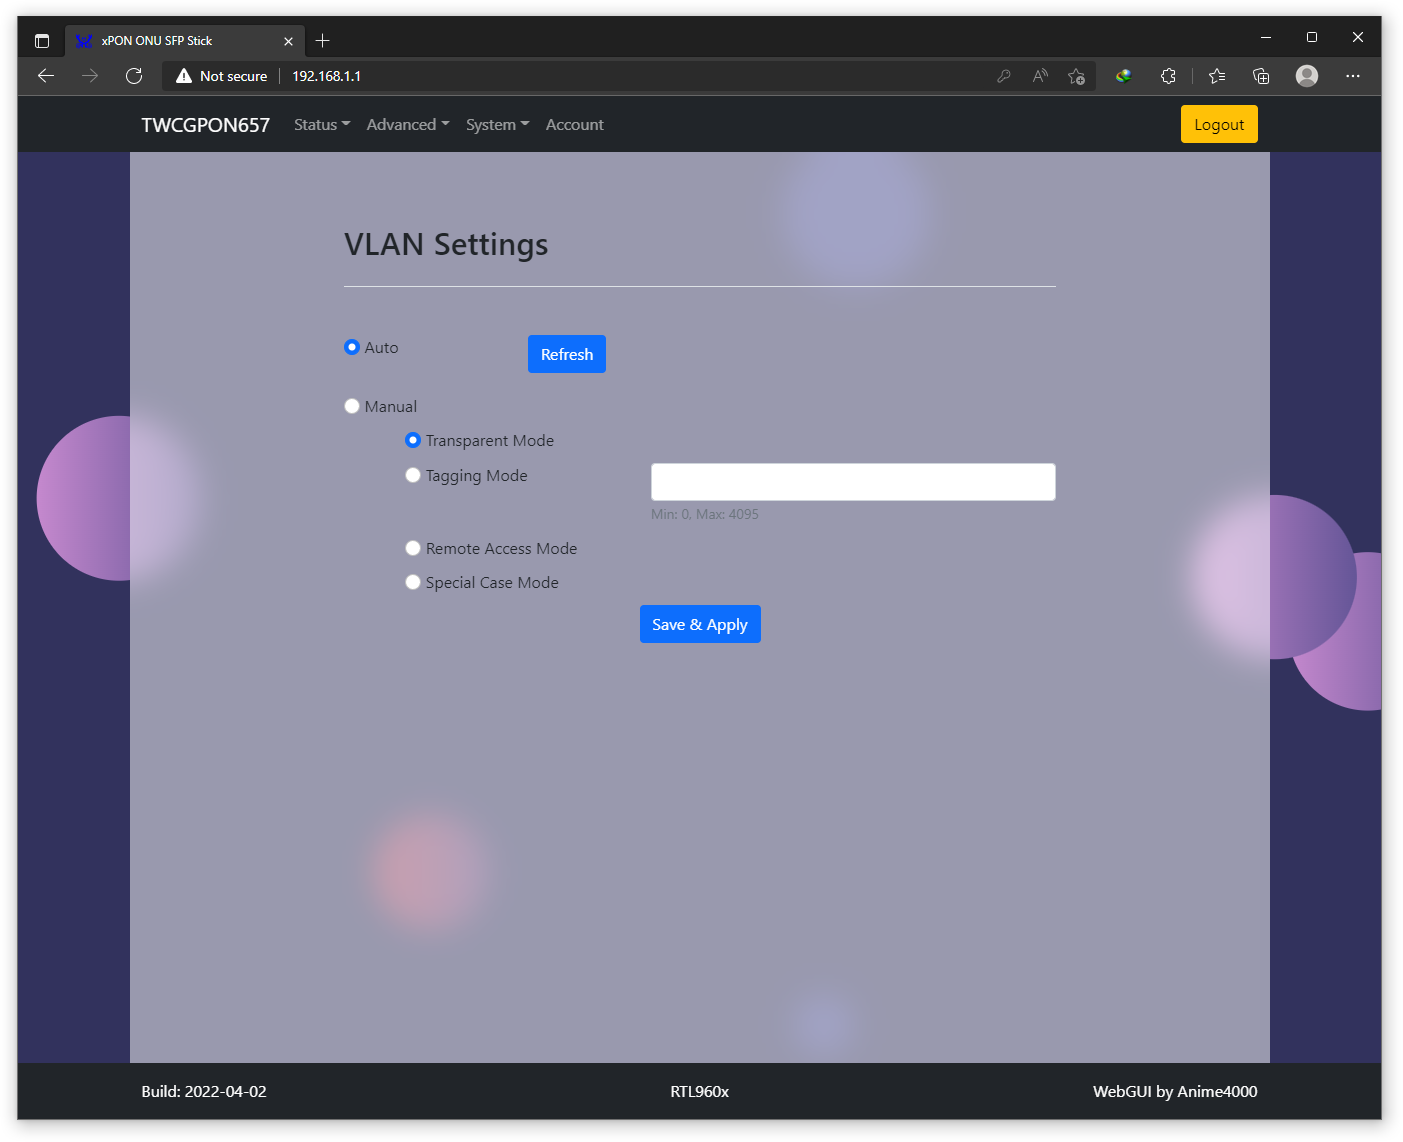 xPON ONU SFP Stick
Not secure 192.168.1.1
TWCGPON657 Status Advanced System Account Logout
VLAN Settings
Auto Refresh
Manual
Transparent Mode
Tagging Mode
Min: 0, Max: 4095
Remote Access Mode
Special Case Mode
Save & Apply
Build: 2022-04-02 RTL960x WebGUI by Anime4000